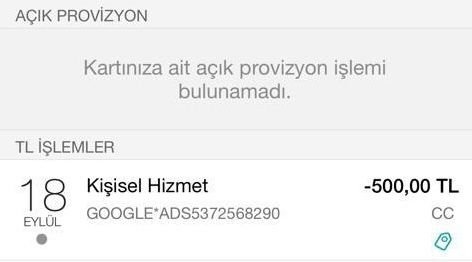 AÇIK PROVİZYON
Kartınıza ait açık provizyon işlemi
bulunamadı.
TL İŞLEMLER
18
EYLÜL
Kişisel Hizmet
-500,00 TL
GOOGLE*ADS5372568290
CC